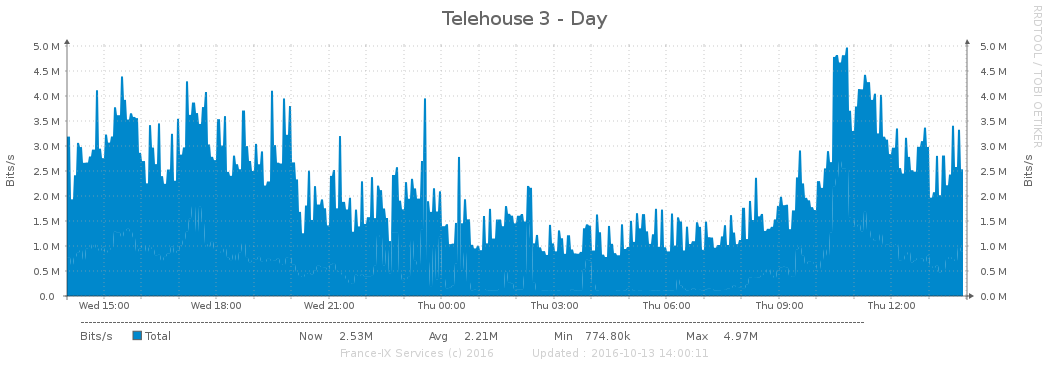 Telehouse 3 - Day
RRDTOOL / TOBI OETIKER
Bits/s
5.0 M
4.5 M
4.0 M
3.5 M
3.0 M
2.5 M
2.0 M
1.5 M
1.0 M
0.5 M
0.0
5.0 M
4.5 M
4.0 M
3.5 M
3.0 M
2.5 M
2.0 M
1.5 M
1.0 M
0.5 M
0.0 M
Bits/s
Wed 15:00 Wed 18:00 Wed 21:00 Thu 00:00 Thu 03:00 Thu 06:00 Thu 09:00 Thu 12:00
Bits/s Total Now 2.53M Avg 2.21M Min 774.80k Max 4.97M
France-IX Services (c) 2016 Updated : 2016-10-13 14:00:11